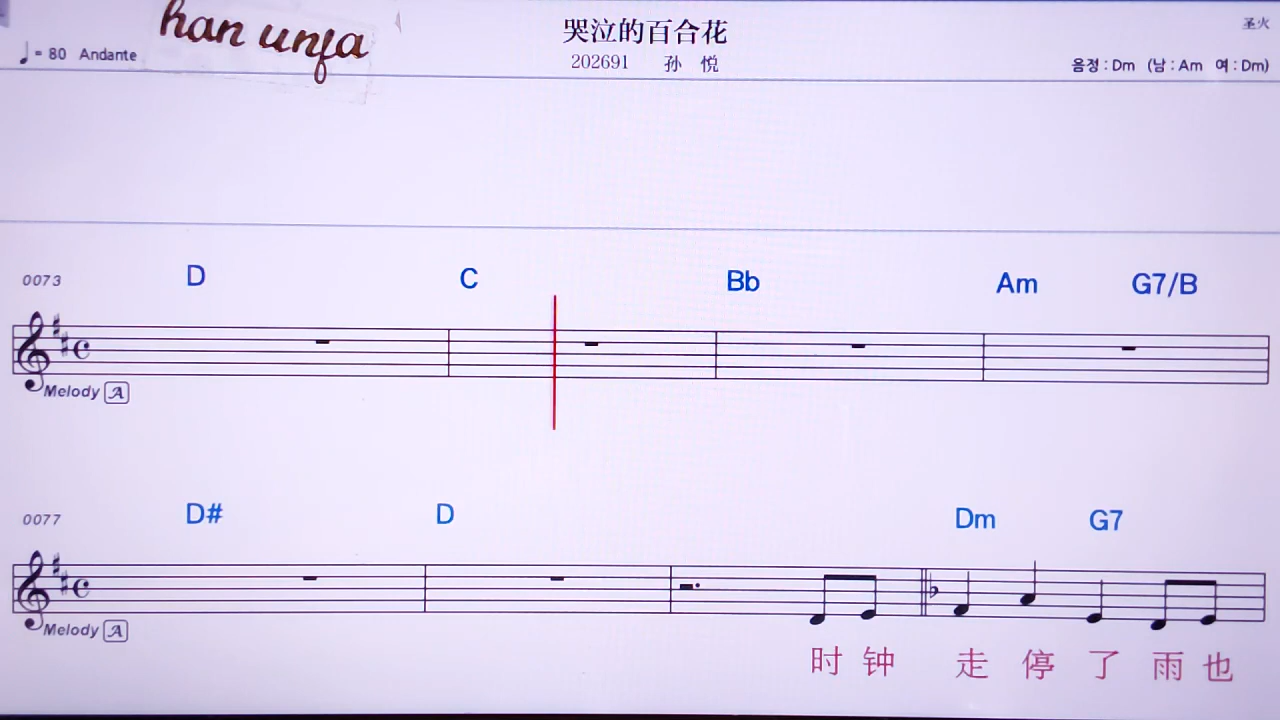 han unfa
哭泣的百合花
圣火
♩= 80 Andante
202691 孙 悦
음정 : Dm (남 : Am 여 : Dm)
0073 D C Bb Am G7/B
Melody A
0077 D# D Dm G7
Melody A
时 钟 走 停 了 雨 也